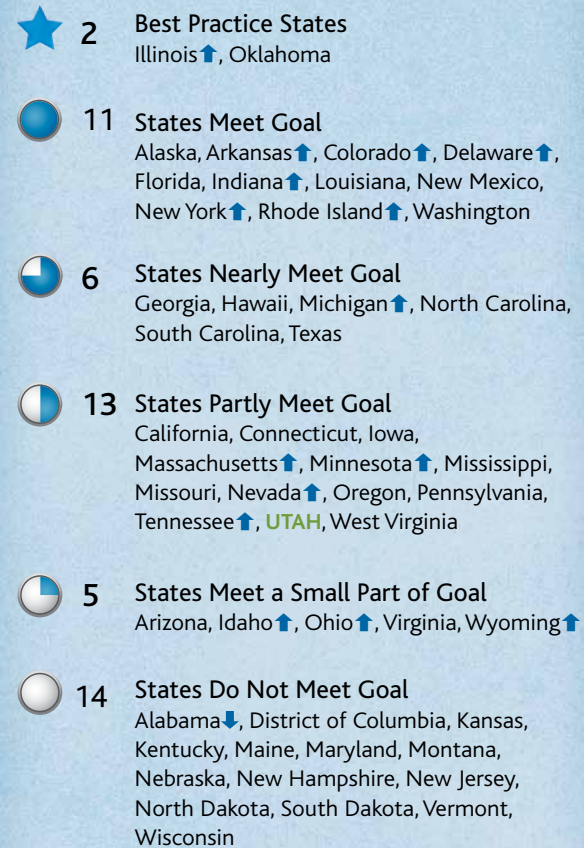 2 Best Practice States
Illinois⬆, Oklahoma
11 States Meet Goal
Alaska, Arkansas⬆, Colorado⬆, Delaware⬆,
Florida, Indiana⬆, Louisiana, New Mexico,
New York⬆, Rhode Island⬆, Washington
6 States Nearly Meet Goal
Georgia, Hawaii, Michigan⬆, North Carolina,
South Carolina, Texas
13 States Partly Meet Goal
California, Connecticut, Iowa,
Massachusetts⬆, Minnesota⬆, Mississippi,
Missouri, Nevada⬆, Oregon, Pennsylvania,
Tennessee⬆, UTAH, West Virginia
5 States Meet a Small Part of Goal
Arizona, Idaho⬆, Ohio⬆, Virginia, Wyoming⬆
14 States Do Not Meet Goal
Alabama⬇, District of Columbia, Kansas,
Kentucky, Maine, Maryland, Montana,
Nebraska, New Hampshire, New Jersey,
North Dakota, South Dakota, Vermont,
Wisconsin